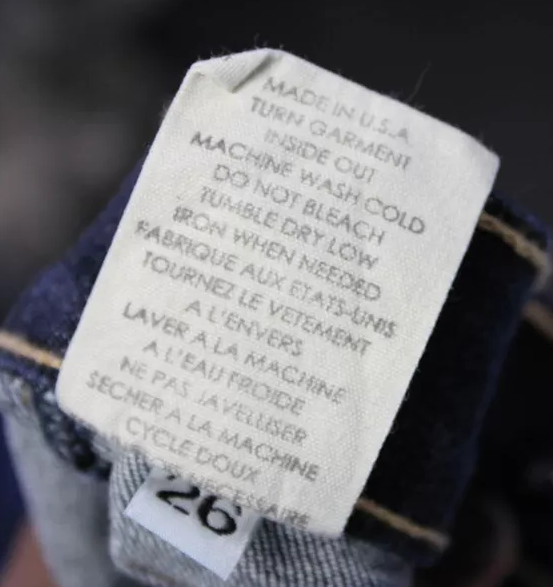 MADE IN U.S.A
TURN GARMENT
INSIDE OUT
MACHINE WASH COLD
DO NOT BLEACH
TUMBLE DRY LOW
IRON WHEN NEEDED
FABRIQUE AUX ETATS-UNIS
TOURNEZ LE VETEMENT
A L'ENVERS
LAVER A LA MACHINE
A L'EAU FROIDE
NE PAS JAVELLISER
SECHER A LA MACHINE
CYCLE DOUX
NECESSAIRE
26